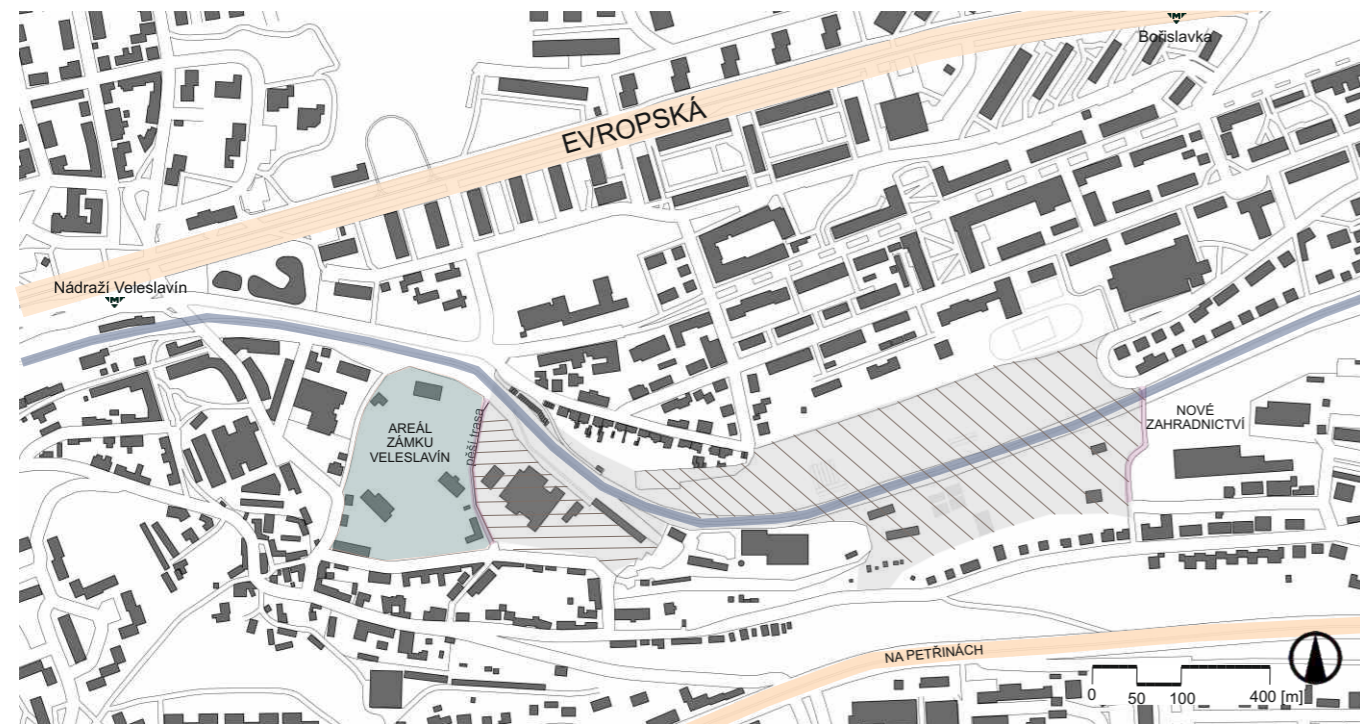 Bořislavka
EVROPSKÁ
Nádraží Veleslavín
AREÁL
ZÁMKU
VELESLAVÍN
pěší trasa
NOVÉ
ZAHRADNICTVÍ
NA PETŘINÁCH
0 50 100 400 [m]